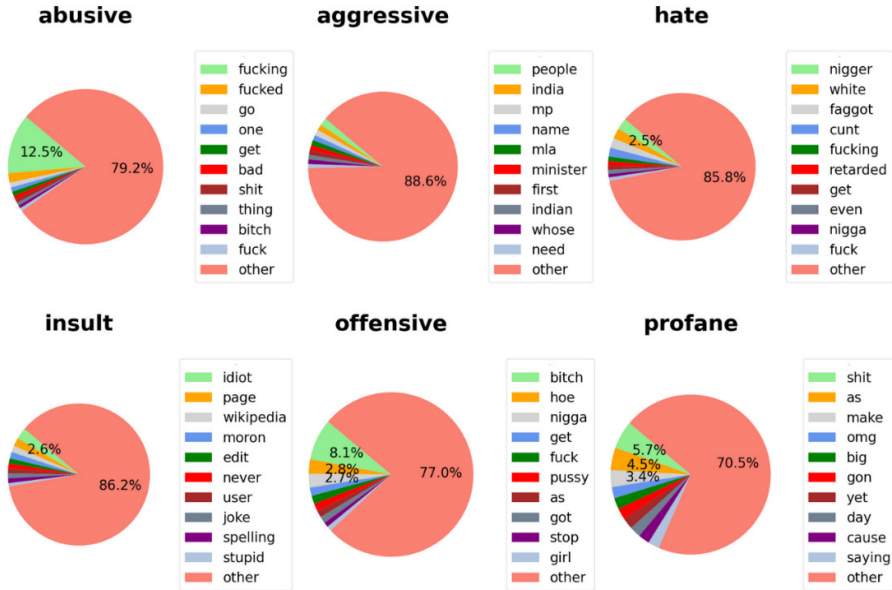 abusive
fucking
fucked
go
one
get
bad
shit
thing
bitch
fuck
other
12.5%
79.2%
aggressive
people
india
mp
name
mla
minister
first
indian
whose
need
other
88.6%
hate
nigger
white
faggot
cunt
fucking
retarded
get
even
nigga
fuck
other
2.5%
85.8%
insult
idiot
page
wikipedia
moron
edit
never
user
joke
spelling
stupid
other
2.6%
86.2%
offensive
bitch
hoe
nigga
get
fuck
pussy
as
got
stop
girl
other
8.1%
2.8%
2.7%
77.0%
profane
shit
as
make
omg
big
gon
yet
day
cause
saying
other
5.7%
4.5%
3.4%
70.5%